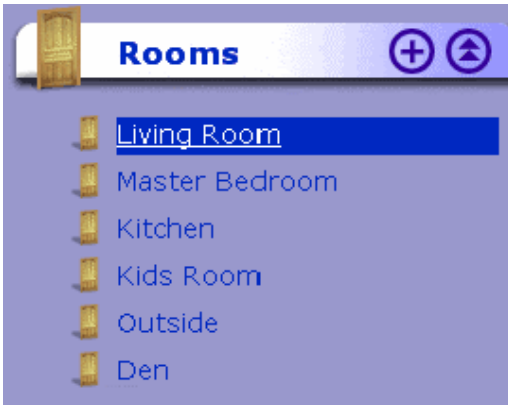 Rooms
Living Room
Master Bedroom
Kitchen
Kids Room
Outside
Den